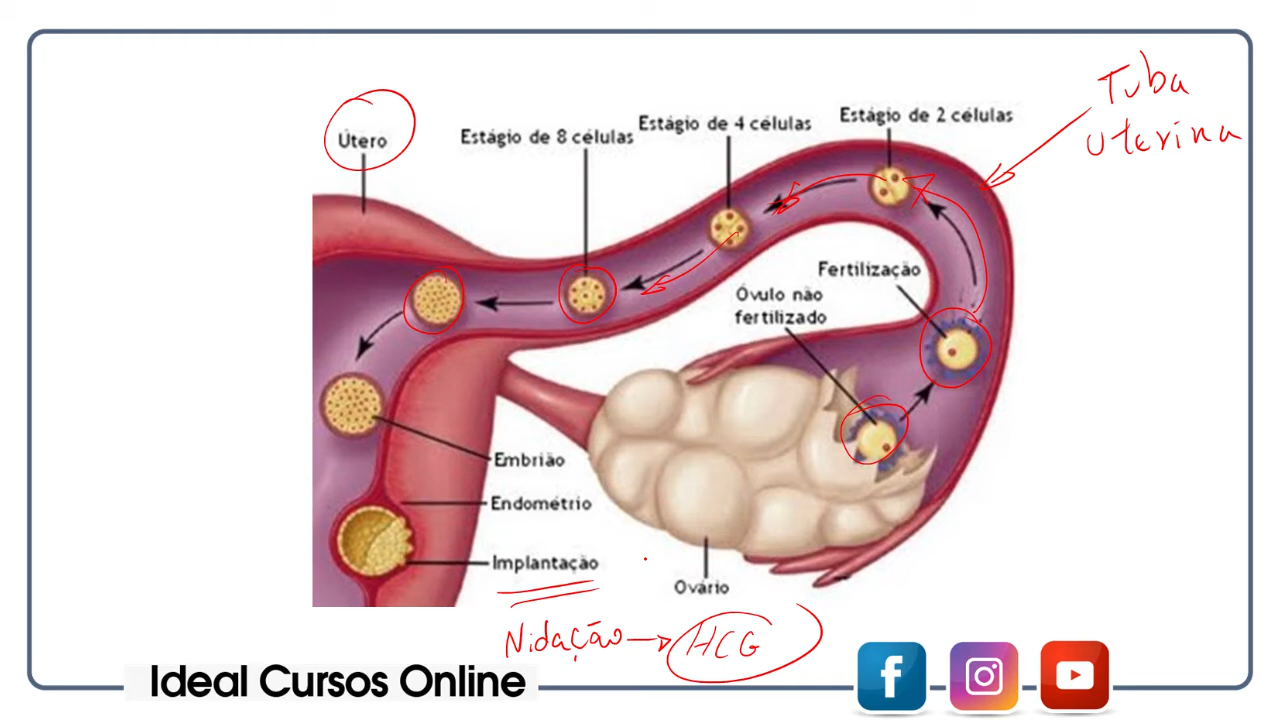 Tuba
uterina
Útero
Estágio de 8 células
Estágio de 4 células
Estágio de 2 células
Fertilização
Óvulo não
fertilizado
Embrião
Endométrio
Implantação
Ovário
Nidação → HCG
Ideal Cursos Online